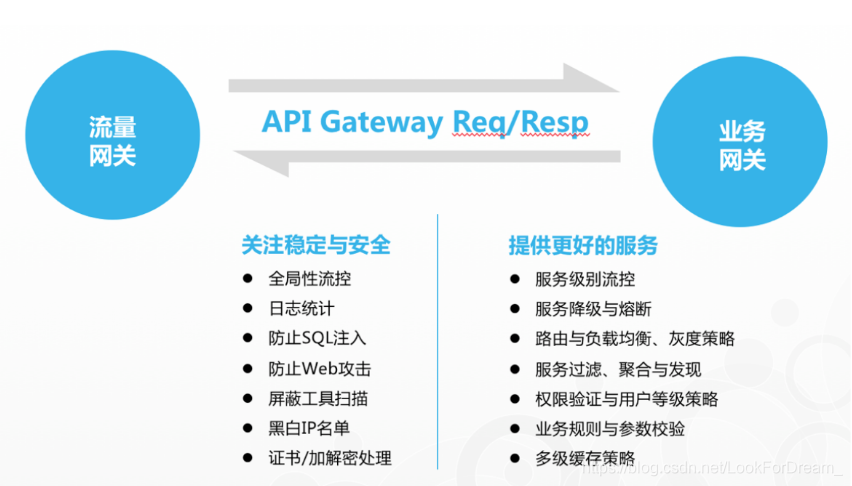 流量
网关
API Gateway Req/Resp
业务
网关
关注稳定与安全
全局性流控
日志统计
防止SQL注入
防止Web攻击
屏蔽工具扫描
黑白IP名单
证书/加解密处理
提供更好的服务
服务级别流控
服务降级与熔断
路由与负载均衡、灰度策略
服务过滤、聚合与发现
权限验证与用户等级策略
业务规则与参数校验
多级缓存策略
https://blog.csdn.net/LookForDream_